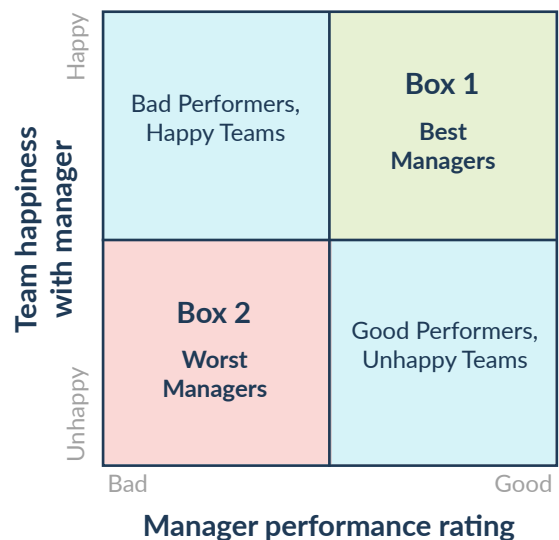 Happy
Team happiness
with manager
Unhappy
Bad Performers,
Happy Teams
Box 1
Best
Managers
Box 2
Worst
Managers
Good Performers,
Unhappy Teams
Bad
Good
Manager performance rating